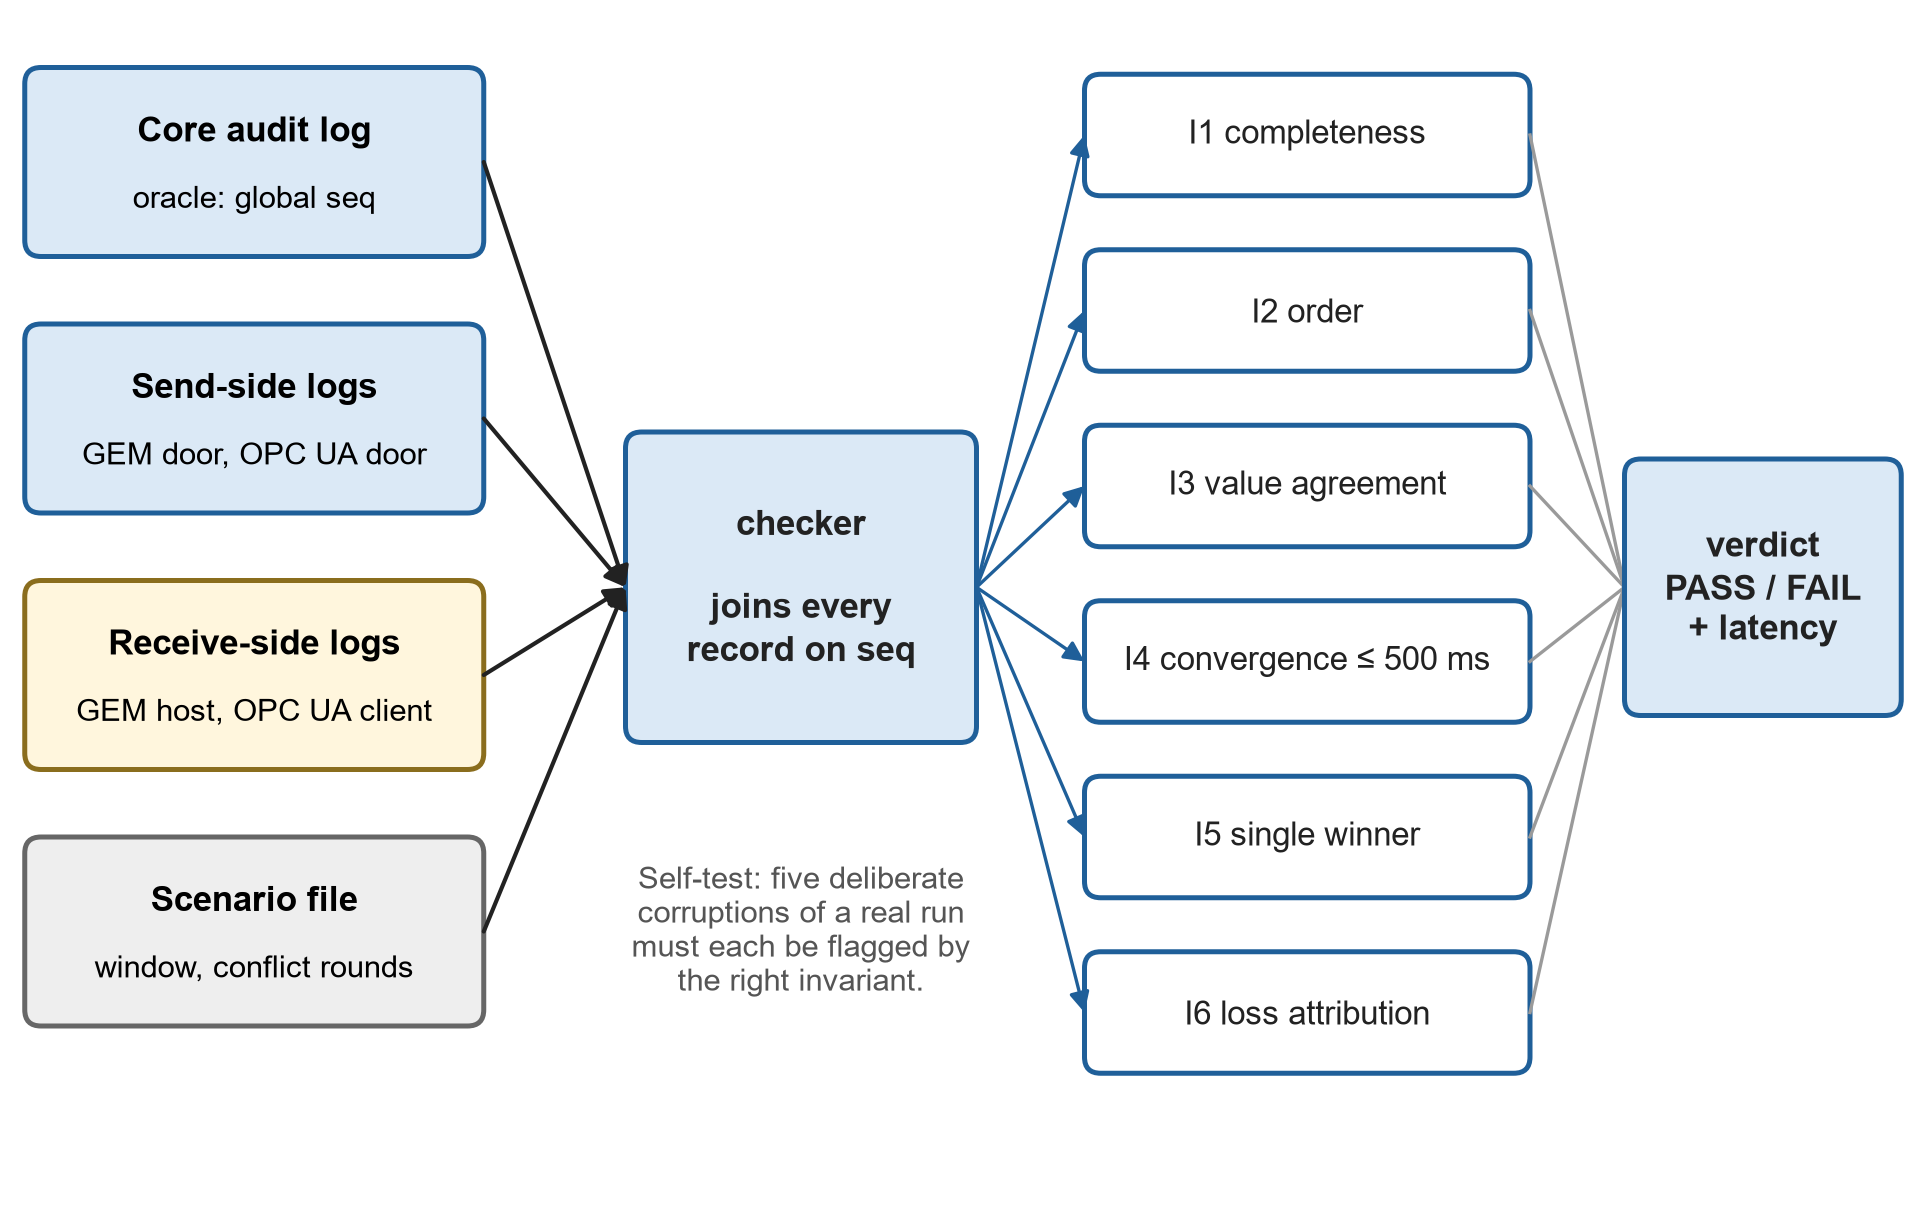 Core audit log
oracle: global seq
Send-side logs
GEM door, OPC UA door
Receive-side logs
GEM host, OPC UA client
Scenario file
window, conflict rounds
checker
joins every
record on seq
Self-test: five deliberate
corruptions of a real run
must each be flagged by
the right invariant.
I1 completeness
I2 order
I3 value agreement
I4 convergence ≤ 500 ms
I5 single winner
I6 loss attribution
verdict
PASS / FAIL
+ latency